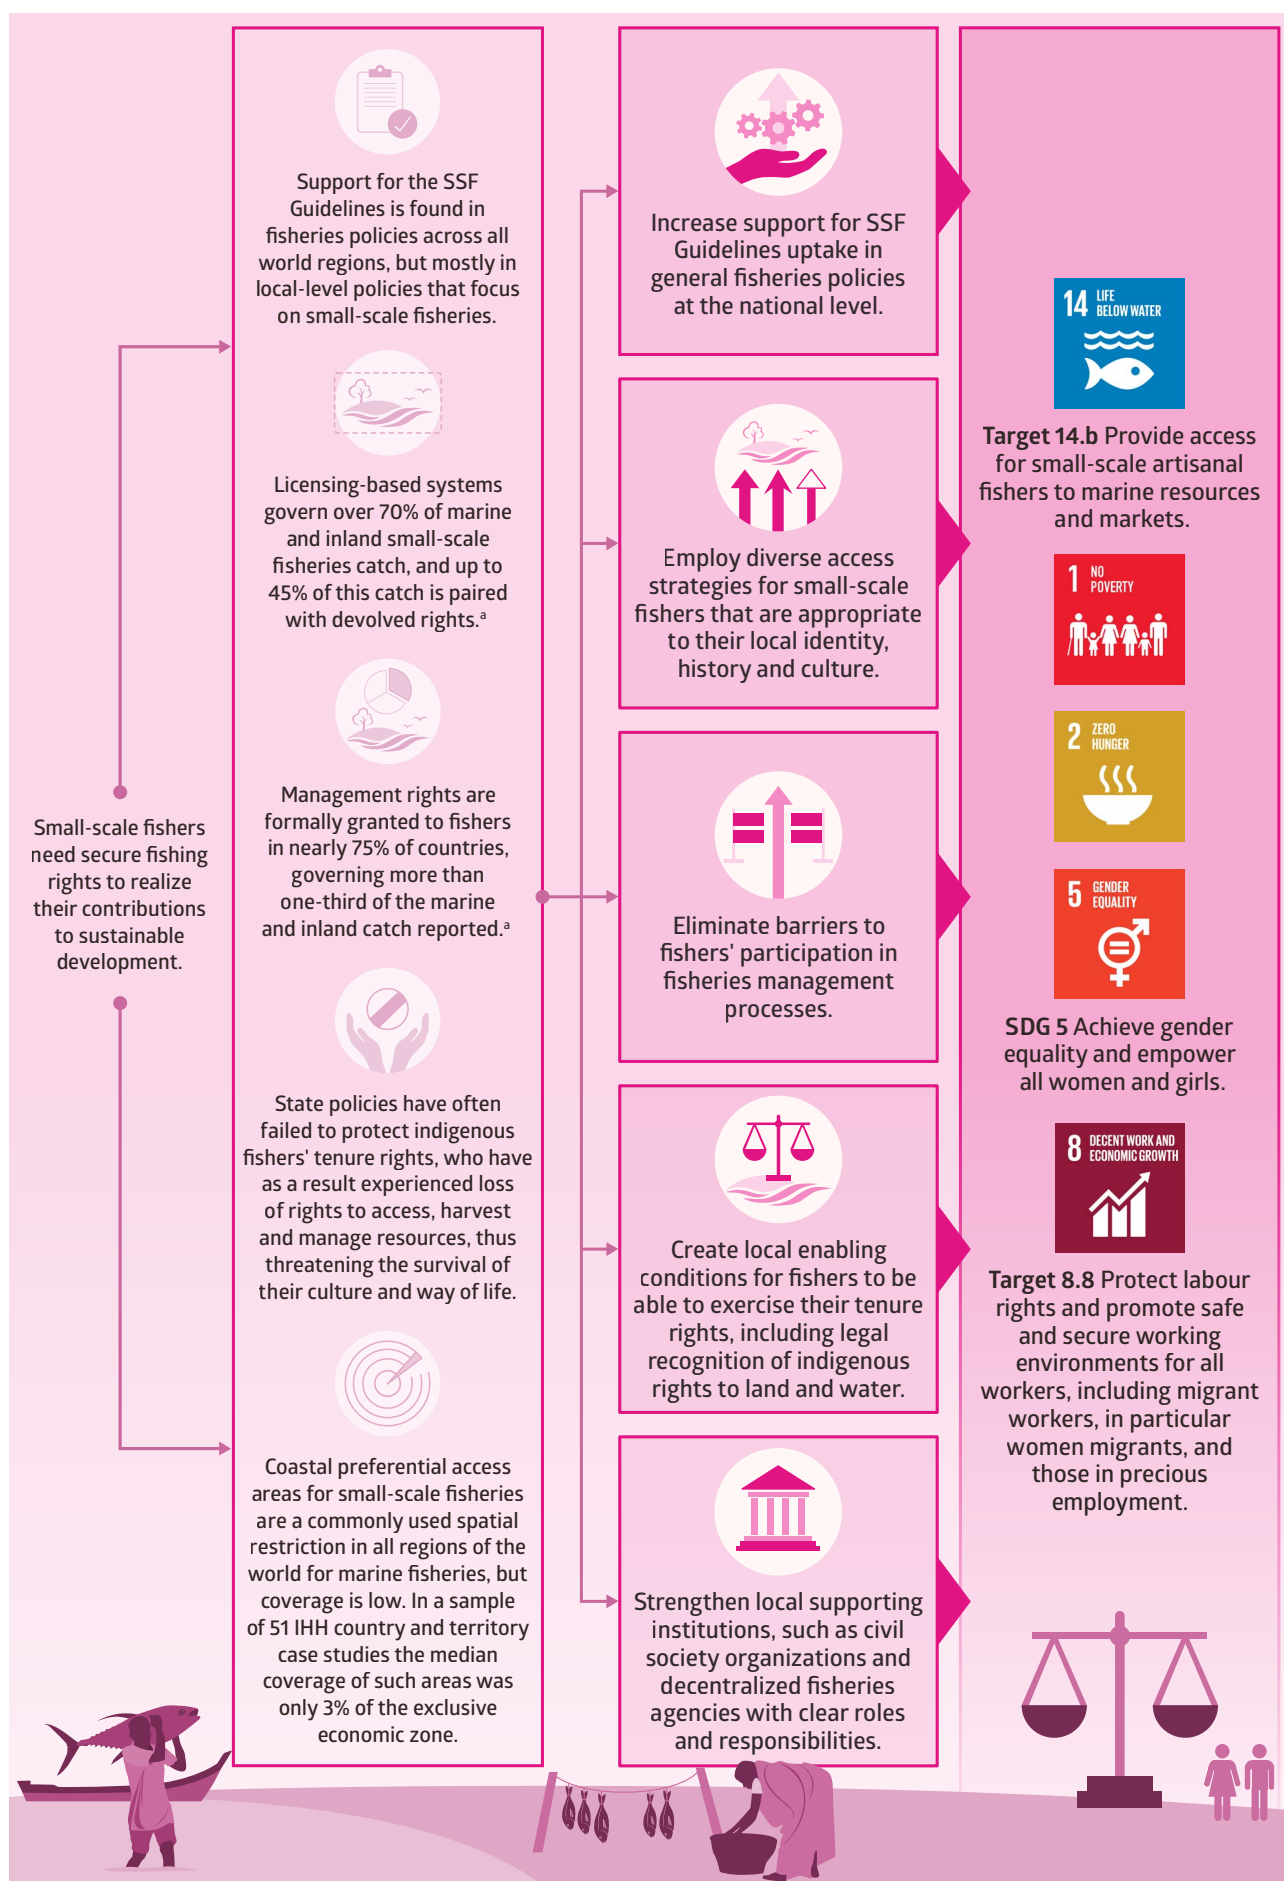 Small-scale fishers
need secure fishing
rights to realize
their contributions
to sustainable
development.
Support for the SSF
Guidelines is found in
fisheries policies across all
world regions, but mostly in
local-level policies that focus
on small-scale fisheries.
Licensing-based systems
govern over 70% of marine
and inland small-scale
fisheries catch, and up to
45% of this catch is paired
with devolved rights.ª
Management rights are
formally granted to fishers
in nearly 75% of countries,
governing more than
one-third of the marine
and inland catch reported.ª
State policies have often
failed to protect indigenous
fishers' tenure rights, who have
as a result experienced loss
of rights to access, harvest
and manage resources, thus
threatening the survival of
their culture and way of life.
Coastal preferential access
areas for small-scale fisheries
are a commonly used spatial
restriction in all regions of the
world for marine fisheries, but
coverage is low. In a sample
of 51 IHH country and territory
case studies the median
coverage of such areas was
only 3% of the exclusive
economic zone.
Increase support for SSF
Guidelines uptake in
general fisheries policies
at the national level.
Employ diverse access
strategies for small-scale
fishers that are appropriate
to their local identity,
history and culture.
Eliminate barriers to
fishers' participation in
fisheries management
processes.
Create local enabling
conditions for fishers to be
able to exercise their tenure
rights, including legal
recognition of indigenous
rights to land and water.
Strengthen local supporting
institutions, such as civil
society organizations and
decentralized fisheries
agencies with clear roles
and responsibilities.
14 LIFE
BELOW WATER
Target 14.b Provide access
for small-scale artisanal
fishers to marine resources
and markets.
1 NO
POVERTY
2 ZERO
HUNGER
5 GENDER
EQUALITY
SDG 5 Achieve gender
equality and empower
all women and girls.
8 DECENT WORK AND
ECONOMIC GROWTH
Target 8.8 Protect labour
rights and promote safe
and secure working
environments for all
workers, including migrant
workers, in particular
women migrants, and
those in precious
employment.